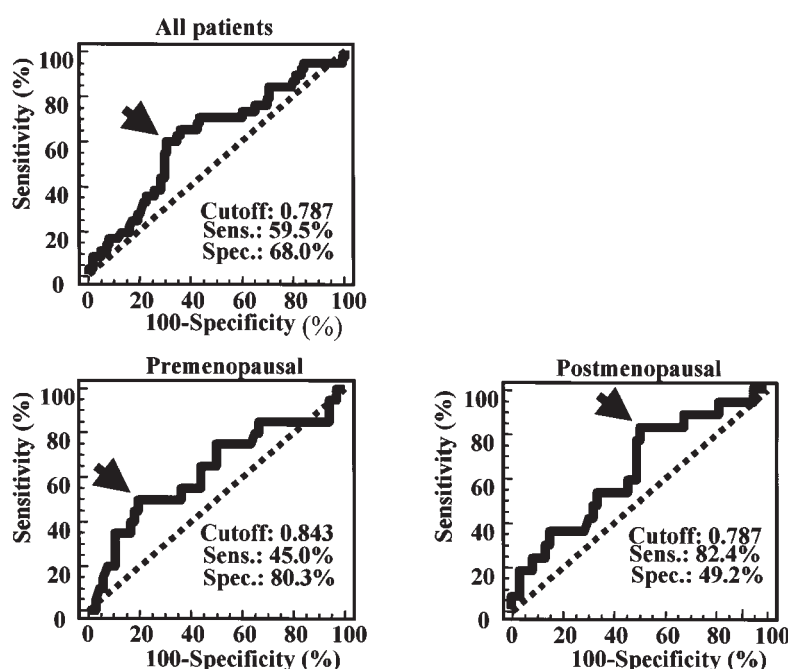 All patients
Sensitivity (%)
100
80
60
40
20
0
Cutoff: 0.787
Sens.: 59.5%
Spec.: 68.0%
0 20 40 60 80 100
100-Specificity (%)
Premenopausal
Sensitivity (%)
100
80
60
40
20
0
Cutoff: 0.843
Sens.: 45.0%
Spec.: 80.3%
0 20 40 60 80 100
100-Specificity (%)
Postmenopausal
Sensitivity (%)
100
80
60
40
20
0
Cutoff: 0.787
Sens.: 82.4%
Spec.: 49.2%
0 20 40 60 80 100
100-Specificity (%)